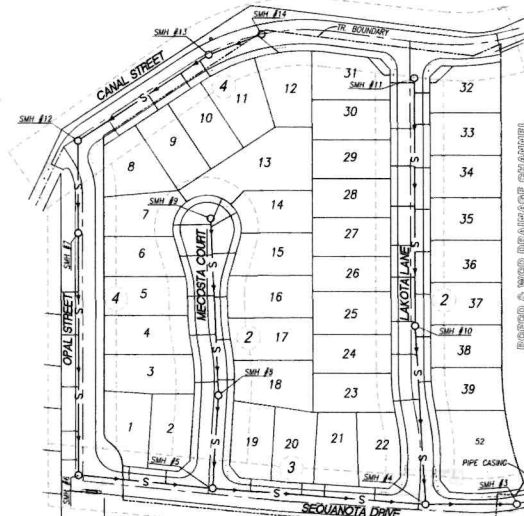 SMH #14
SMH #13
TR. BOUNDARY
CANAL STREET
S
S
SMH #12
4
11
12
31
SMH #11
32
10
30
9
33
8
13
29
S
S
34
SMH #9
28
SMH #7
7
14
35
27
6
15
36
S
MECOSTA COURT
S
26
LAKOTA LANE
S
OPAL STREET
4
5
16
25
2
37
4
2
17
SMH #10
24
38
3
SMH #8
18
23
39
S
S
S
1
2
19
20
21
22
52
3
SMH #5
PIPE CASING
SMH #6
SMH #4
SMH #3
S
S
S
S
SEQUANOTA DRIVE
DRAINAGE CHANNEL